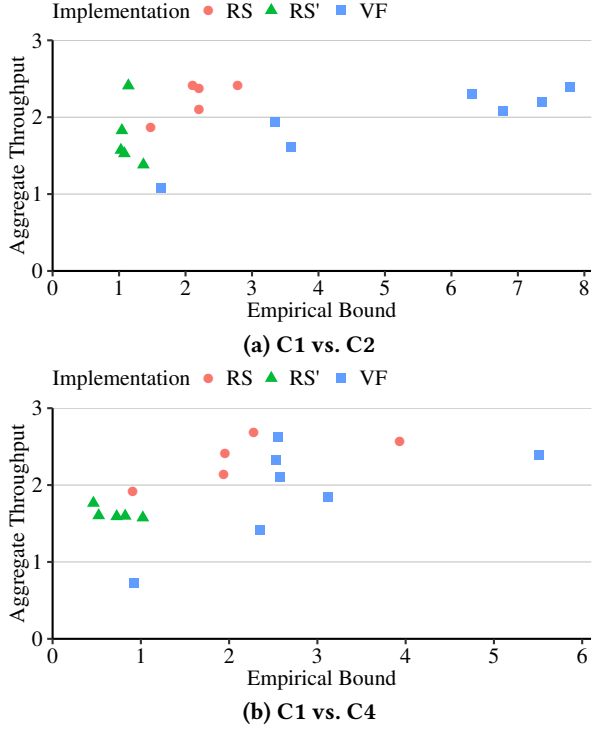 Implementation RS RS' VF
Aggregate Throughput
3
2
1
0
0 1 2 3 4 5 6 7 8
Empirical Bound
(a) C1 vs. C2
Implementation RS RS' VF
Aggregate Throughput
3
2
1
0
0 1 2 3 4 5 6
Empirical Bound
(b) C1 vs. C4